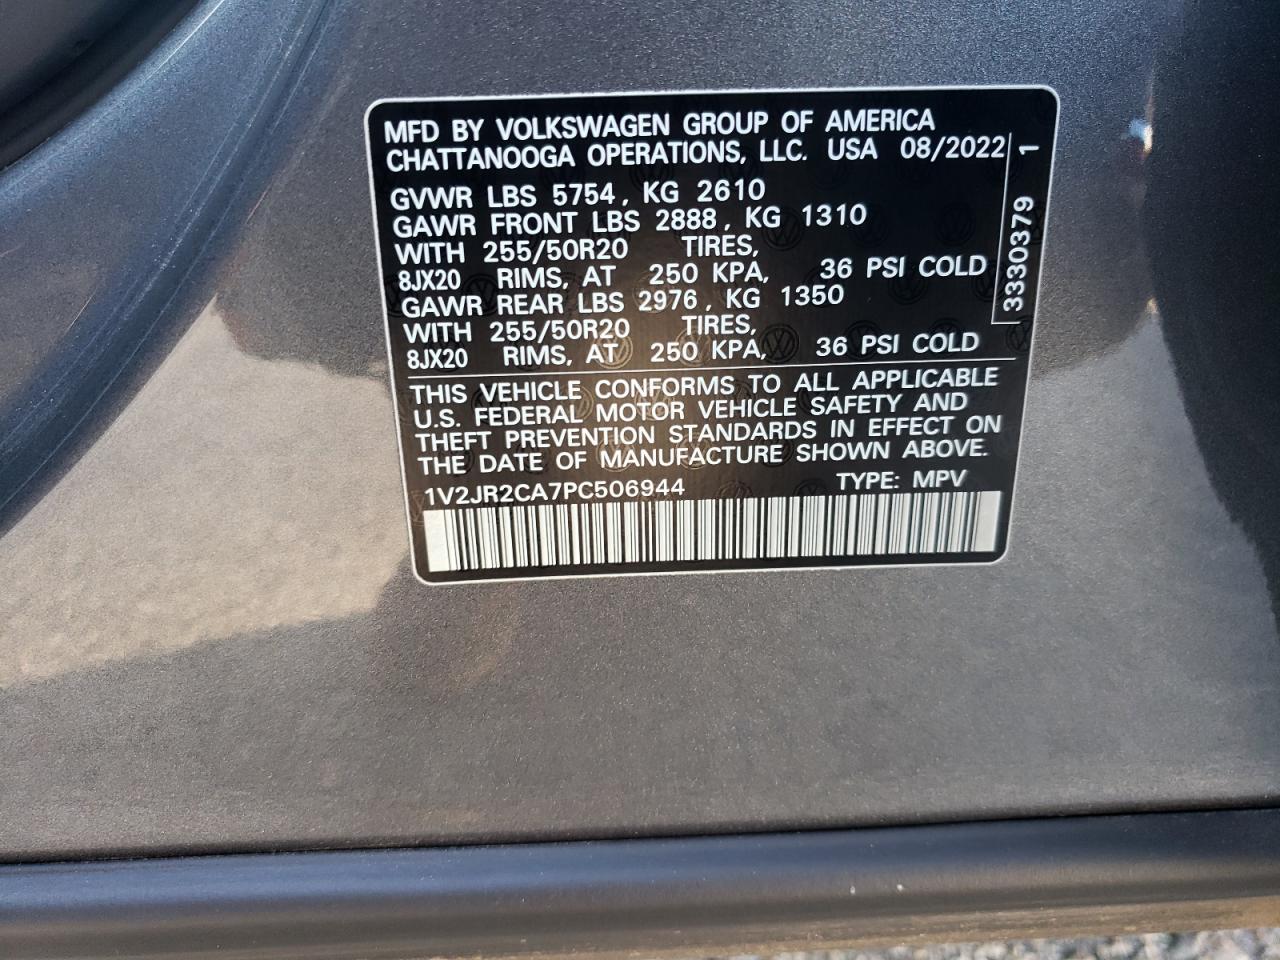 MFD BY VOLKSWAGEN GROUP OF AMERICA
CHATTANOOGA OPERATIONS, LLC. USA 08/2022
GVWR LBS 5754, KG 2610
GAWR FRONT LBS 2888, KG 1310
WITH 255/50R20 TIRES,
8JX20 RIMS, AT 250 KPA, 36 PSI COLD
GAWR REAR LBS 2976, KG 1350
WITH 255/50R20 TIRES,
8JX20 RIMS, AT 250 KPA, 36 PSI COLD
THIS VEHICLE CONFORMS TO ALL APPLICABLE
U.S. FEDERAL MOTOR VEHICLE SAFETY AND
THEFT PREVENTION STANDARDS IN EFFECT ON
THE DATE OF MANUFACTURE SHOWN ABOVE.
1V2JR2CA7PC506944 TYPE: MPV
3330379 1